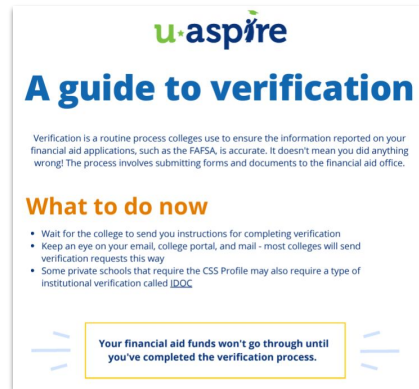 u aspire
A guide to verification
Verification is a routine process colleges use to ensure the information reported on your
financial aid applications, such as the FAFSA, is accurate. It doesn't mean you did anything
wrong! The process involves submitting forms and documents to the financial aid office.
What to do now
• Wait for the college to send you instructions for completing verification
• Keep an eye on your email, college portal, and mail - most colleges will send
verification requests this way
• Some private schools that require the CSS Profile may also require a type of
institutional verification called IDOC
Your financial aid funds won't go through until
you've completed the verification process.